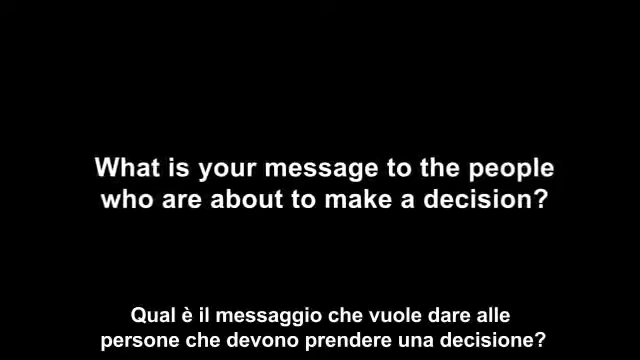 What is your message to the people
who are about to make a decision?
Qual è il messaggio che vuole dare alle
persone che devono prendere una decisione?